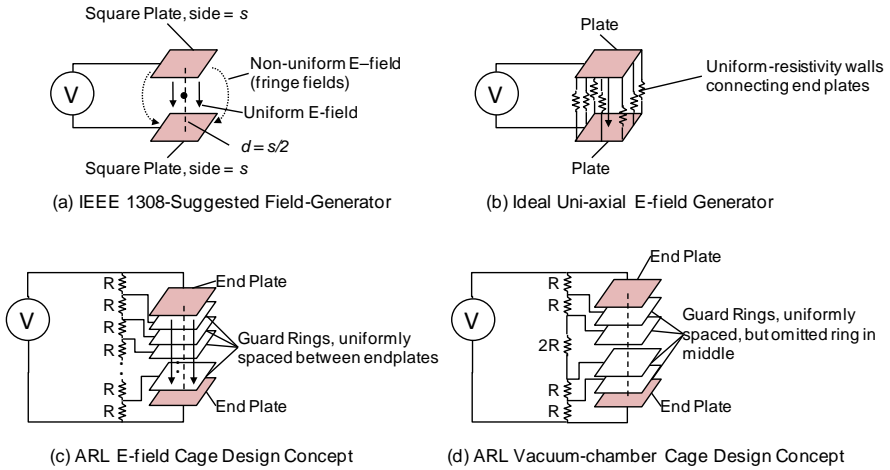 Square Plate, side = s
V
Non-uniform E–field
(fringe fields)
Uniform E-field
d = s/2
Square Plate, side = s
(a) IEEE 1308-Suggested Field-Generator
Plate
V
Uniform-resistivity walls
connecting end plates
Plate
(b) Ideal Uni-axial E-field Generator
R
R
R
R
R
R
V
End Plate
Guard Rings, uniformly
spaced between endplates
End Plate
(c) ARL E-field Cage Design Concept
R
R
2R
R
R
V
End Plate
Guard Rings, uniformly
spaced, but omitted ring in
middle
End Plate
(d) ARL Vacuum-chamber Cage Design Concept